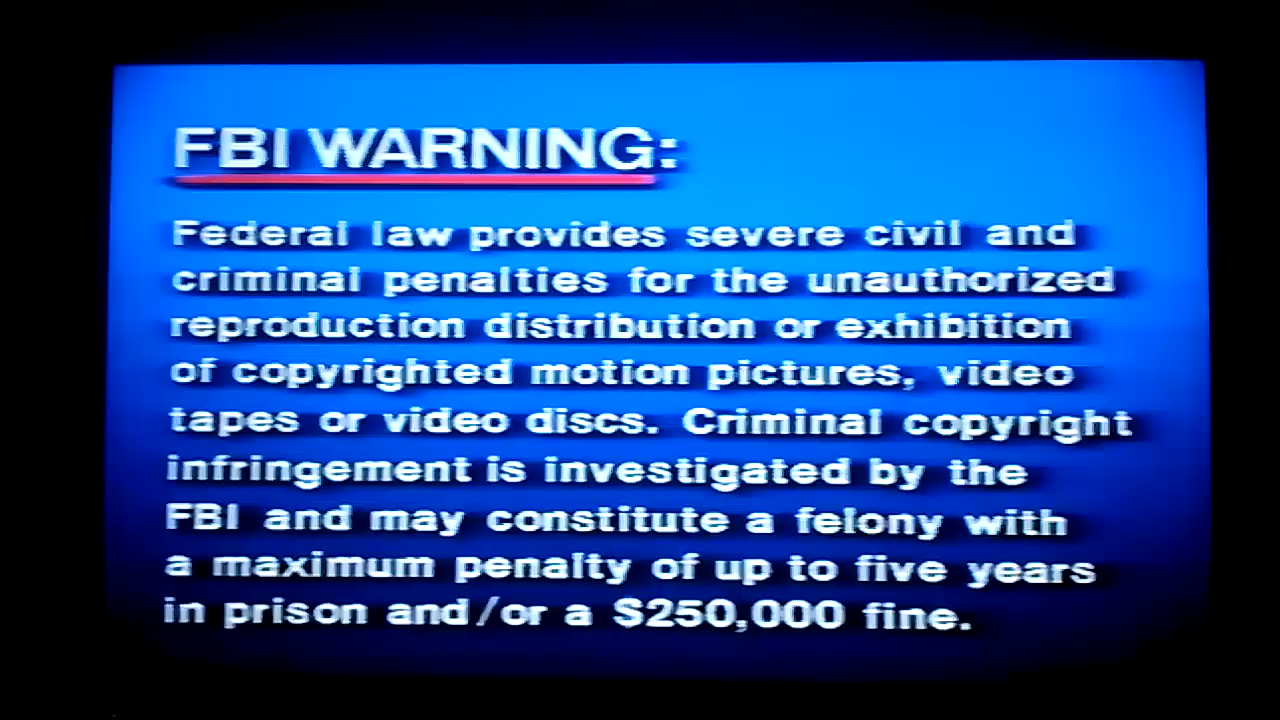 FBI WARNING:
Federal law provides severe civil and
criminal penalties for the unauthorized
reproduction distribution or exhibition
of copyrighted motion pictures, video
tapes or video discs. Criminal copyright
infringement is investigated by the
FBI and may constitute a felony with
a maximum penalty of up to five years
in prison and/or a $250,000 fine.